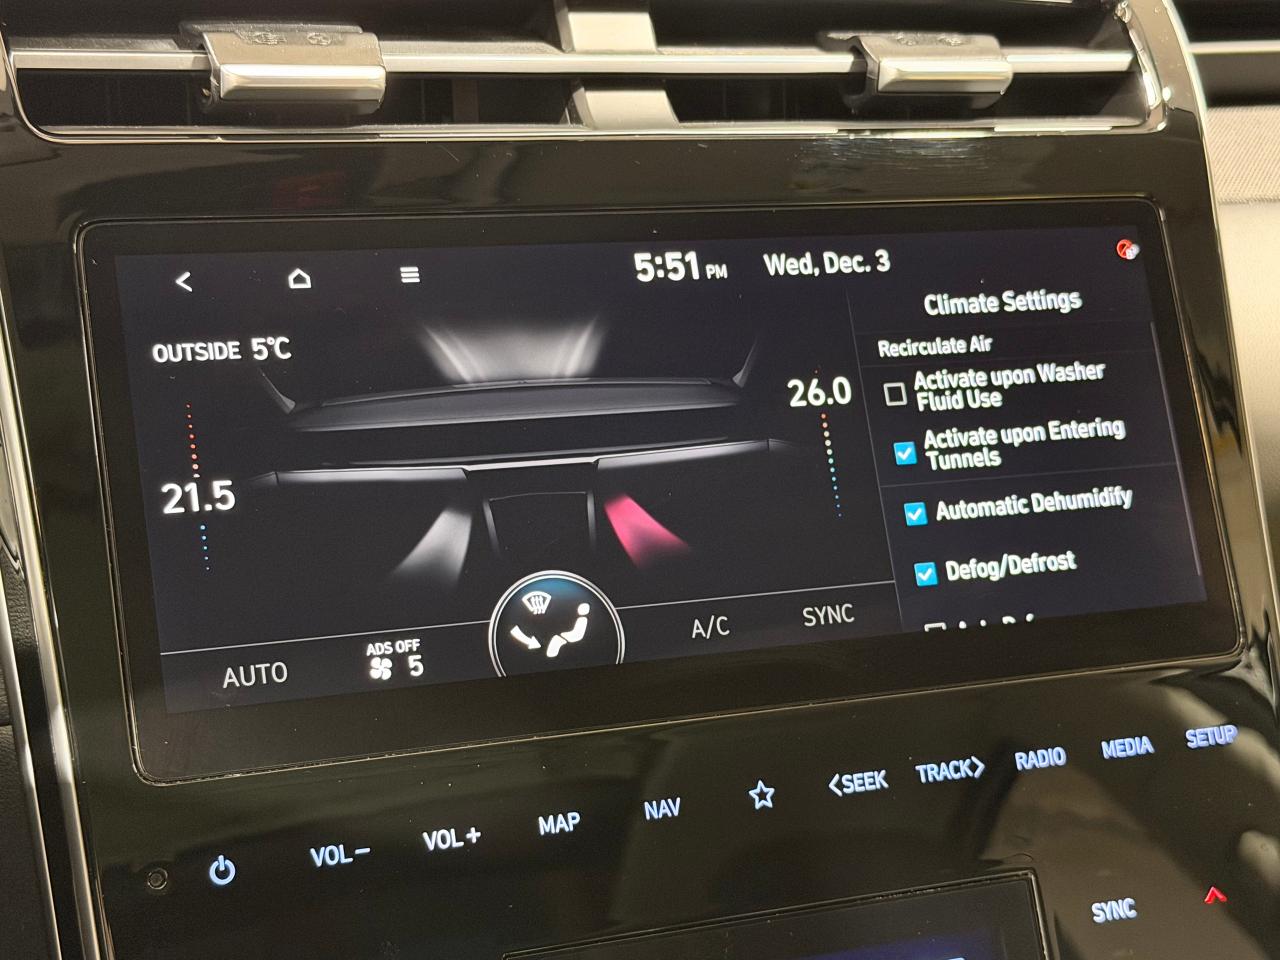 5:51 PM
Wed, Dec. 3
OUTSIDE 5°C
21.5
26.0
Climate Settings
Recirculate Air
Activate upon Washer
Fluid Use
Activate upon Entering
Tunnels
Automatic Dehumidify
Defog/Defrost
AUTO
ADS OFF
5
A/C
SYNC
VOL−
VOL+
MAP
NAV
<SEEK
TRACK>
RADIO
MEDIA
SETUP
SYNC